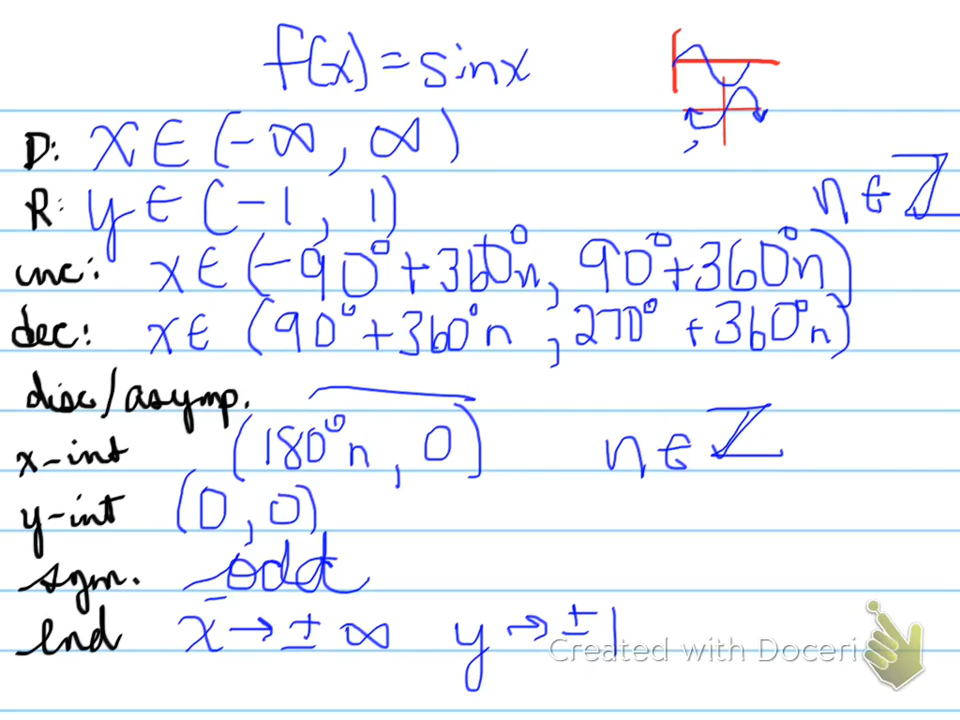 f(x) = sinx
D: x ∈ (-∞, ∞)
R: y ∈ (-1, 1)
n ∈ ℤ
inc: x ∈ (-90° + 360°n, 90° + 360°n)
dec: x ∈ (90° + 360°n, 270° + 360°n)
disc/asymp.
x-int (180°n, 0) n ∈ ℤ
y-int (0, 0)
sym. odd
end x → ± ∞ y → ± 1
Created with Doceri